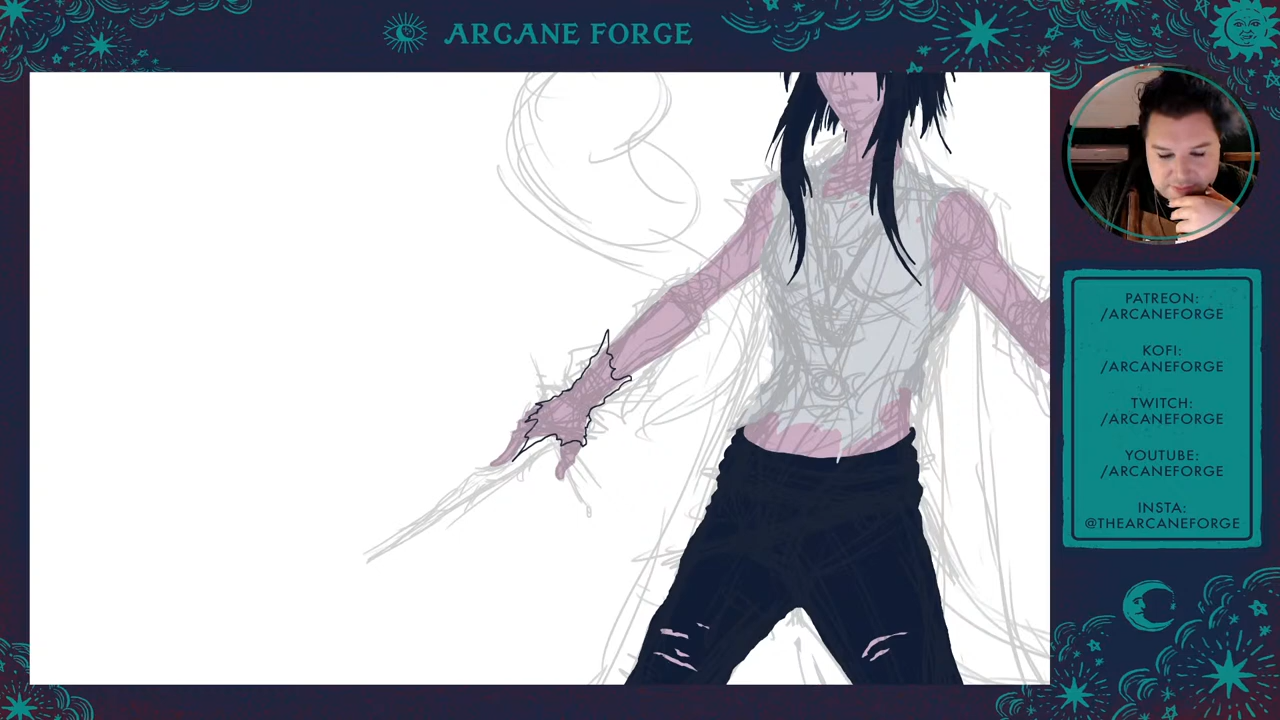 ARCANE FORGE
PATREON:
/ARCANEFORGE
KOFI:
/ARCANEFORGE
TWITCH:
/ARCANEFORGE
YOUTUBE:
/ARCANEFORGE
INSTA:
@THEARCANEFORGE